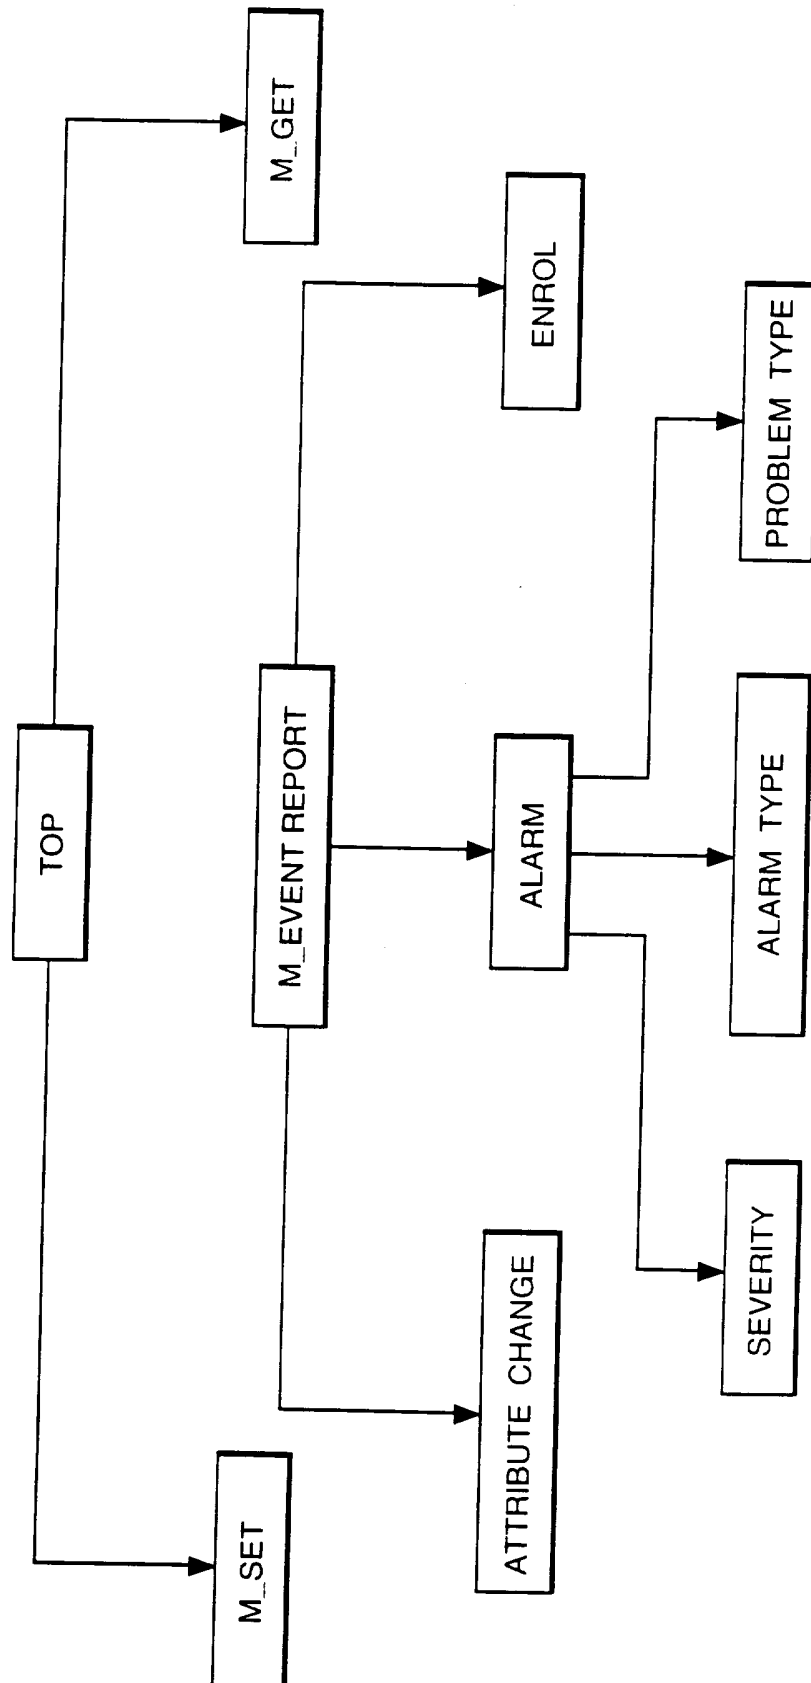 TOP
M_SET
M_EVENT REPORT
M_GET
ATTRIBUTE CHANGE
ALARM
ENROL
SEVERITY
ALARM TYPE
PROBLEM TYPE